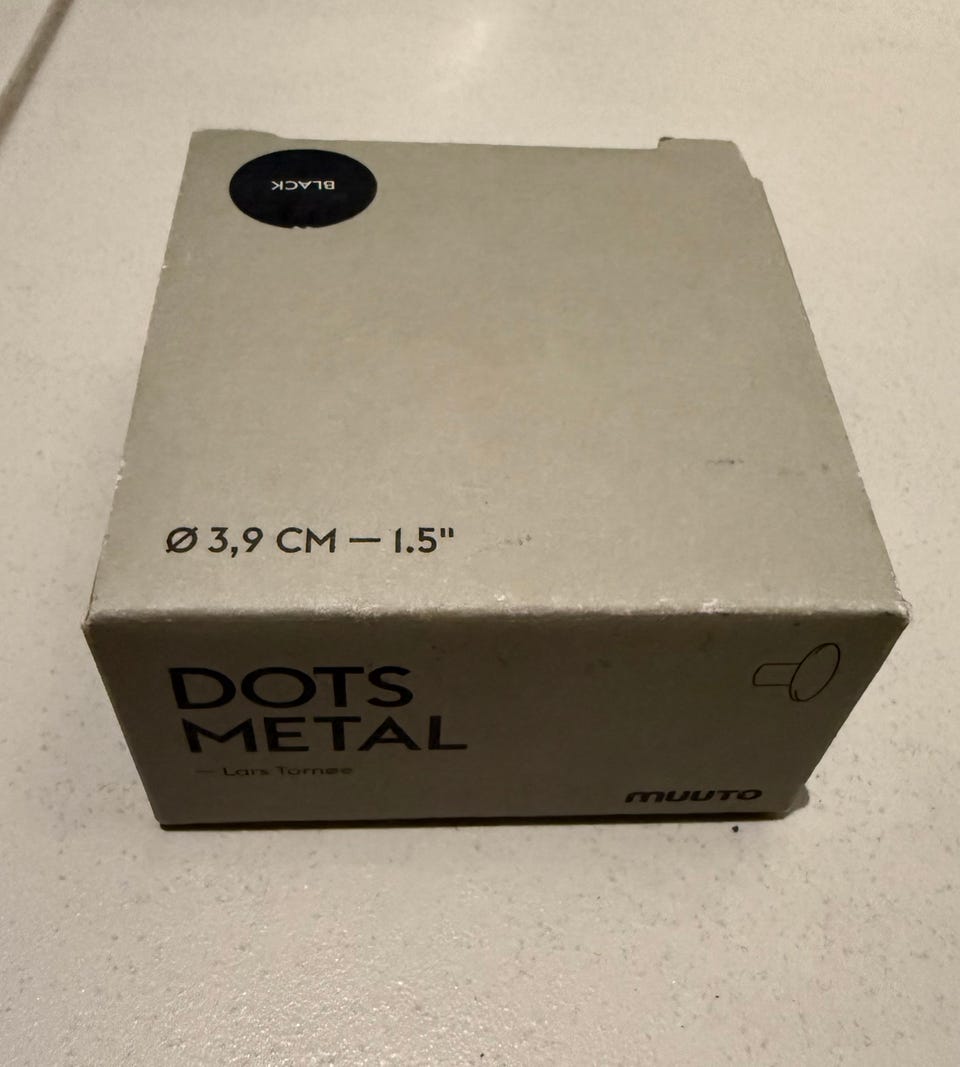 BLACK
Ø 3,9 CM — 1.5"
DOTS
METAL
— Lars Tornøe
muuto